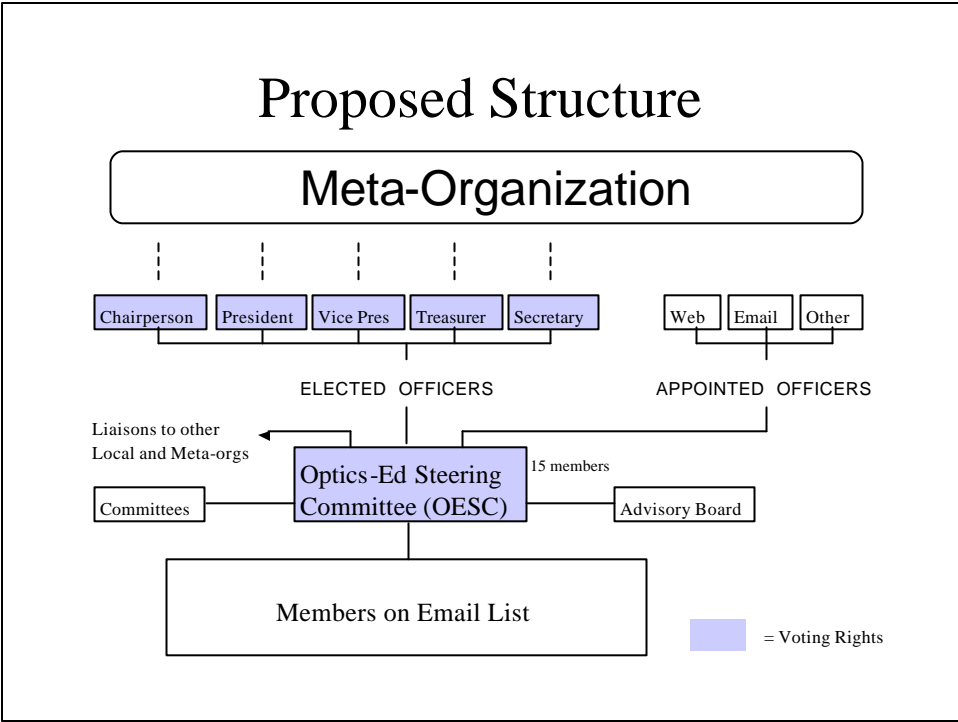 Proposed Structure
Meta-Organization
Chairperson
President
Vice Pres
Treasurer
Secretary
Web
Email
Other
ELECTED OFFICERS
APPOINTED OFFICERS
Liaisons to other
Local and Meta-orgs
Optics-Ed Steering
Committee (OESC)
15 members
Committees
Advisory Board
Members on Email List
= Voting Rights